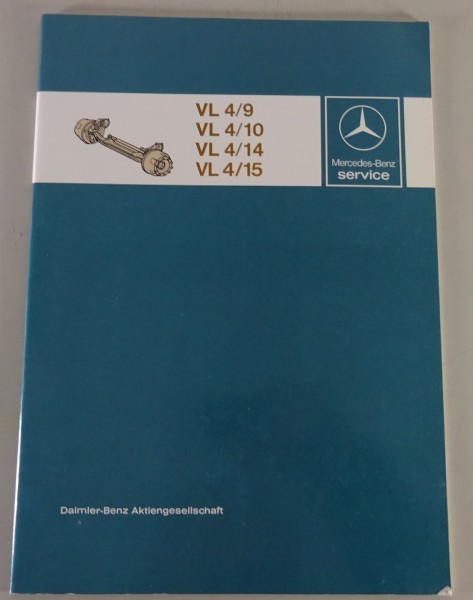 VL 4/9
VL 4/10
VL 4/14
VL 4/15
Mercedes-Benz
service
Daimler-Benz Aktiengesellschaft